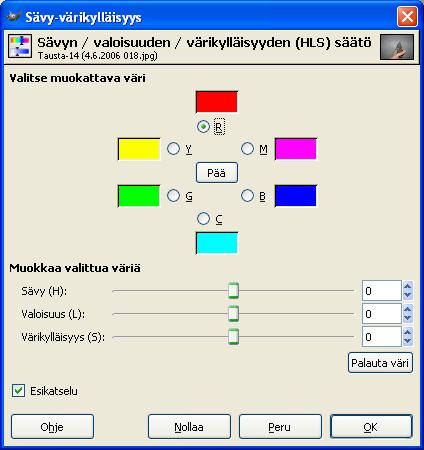 Sävy-värikylläisyys
Sävyn / valoisuuden / värikylläisyyden (HLS) säätö
Tausta-14 (4.6.2006 018.jpg)
Valitse muokattava väri
R
Y
M
Pää
G
B
C
Muokkaa valittua väriä
Sävy (H): 0
Valoisuus (L): 0
Värikylläisyys (S): 0
Palauta väri
Esikatselu
Ohje Nollaa Peru OK